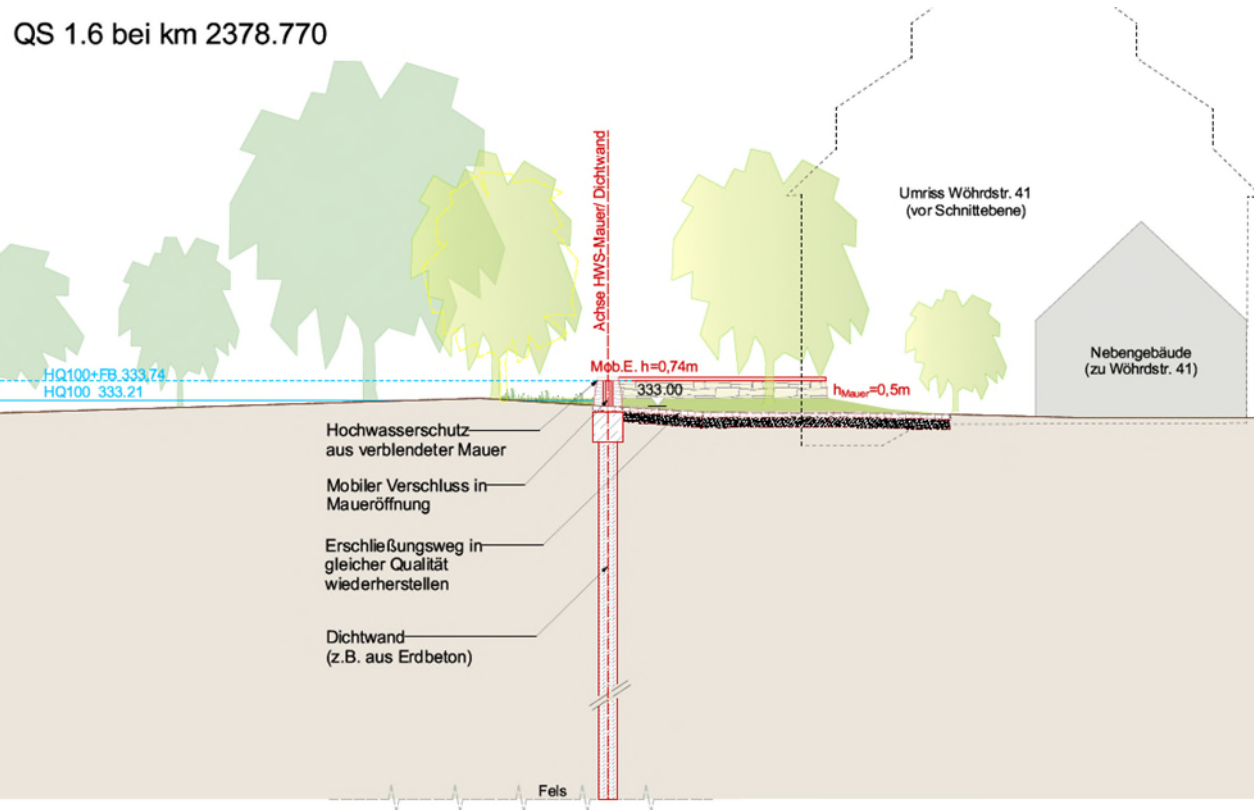 QS 1.6 bei km 2378.770
Achse HWS-Mauer/ Dichtwand
Umriss Wöhrdstr. 41
(vor Schnittebene)
Nebengebäude
(zu Wöhrdstr. 41)
HQ100+FB 333,74
HQ100 333.21
Mob.E. h=0,74m
333.00
hMauer=0,5m
Hochwasserschutz
aus verblendeter Mauer
Mobiler Verschluss in
Maueröffnung
Erschließungsweg in
gleicher Qualität
wiederherstellen
Dichtwand
(z.B. aus Erdbeton)
Fels